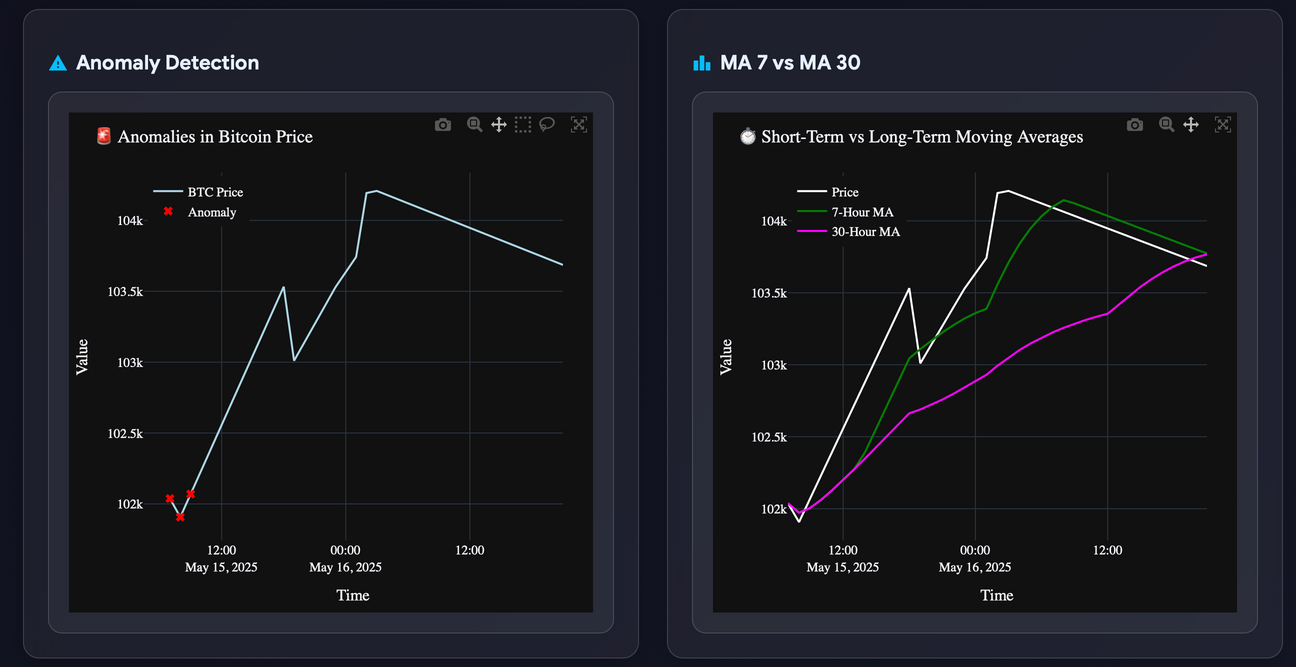 Anomaly Detection
Anomalies in Bitcoin Price
BTC Price
Anomaly
104k
103.5k
103k
102.5k
102k
Value
12:00
00:00
12:00
May 15, 2025
May 16, 2025
Time
MA 7 vs MA 30
Short-Term vs Long-Term Moving Averages
Price
7-Hour MA
30-Hour MA
104k
103.5k
103k
102.5k
102k
Value
12:00
00:00
12:00
May 15, 2025
May 16, 2025
Time